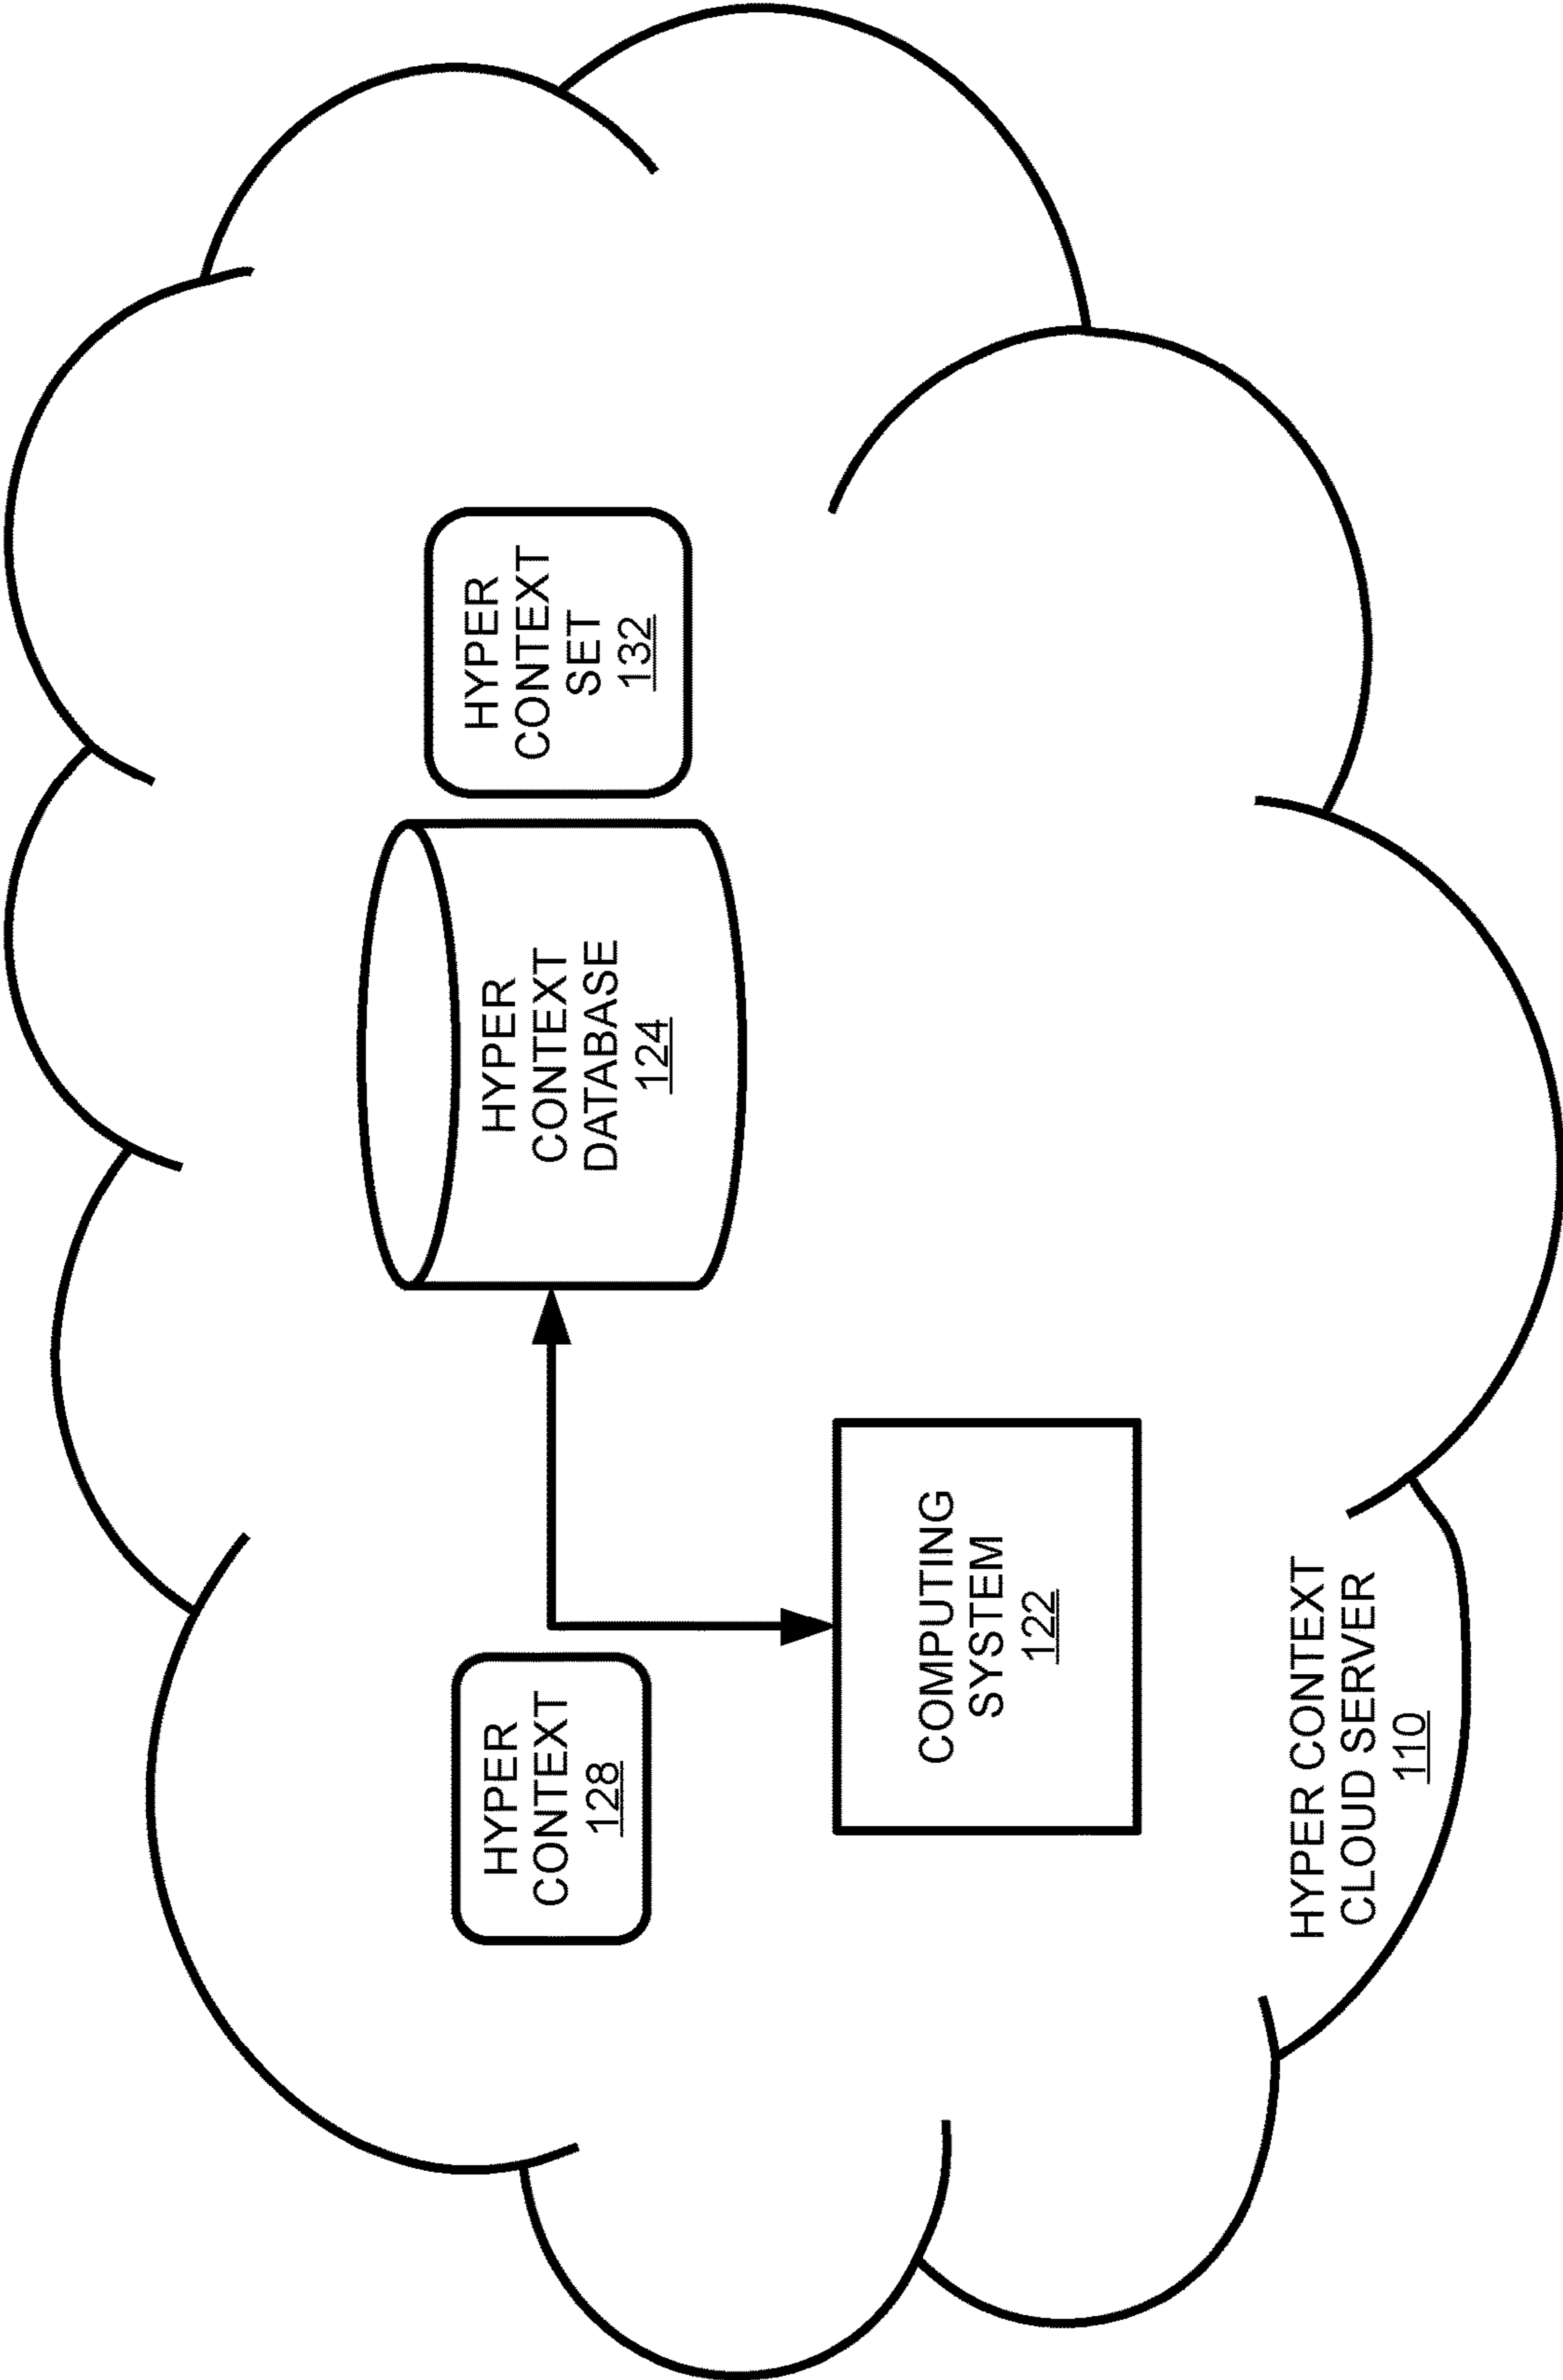 HYPER
CONTEXT
128
HYPER
CONTEXT
DATABASE
124
HYPER
CONTEXT
SET
132
COMPUTING
SYSTEM
122
HYPER CONTEXT
CLOUD SERVER
110